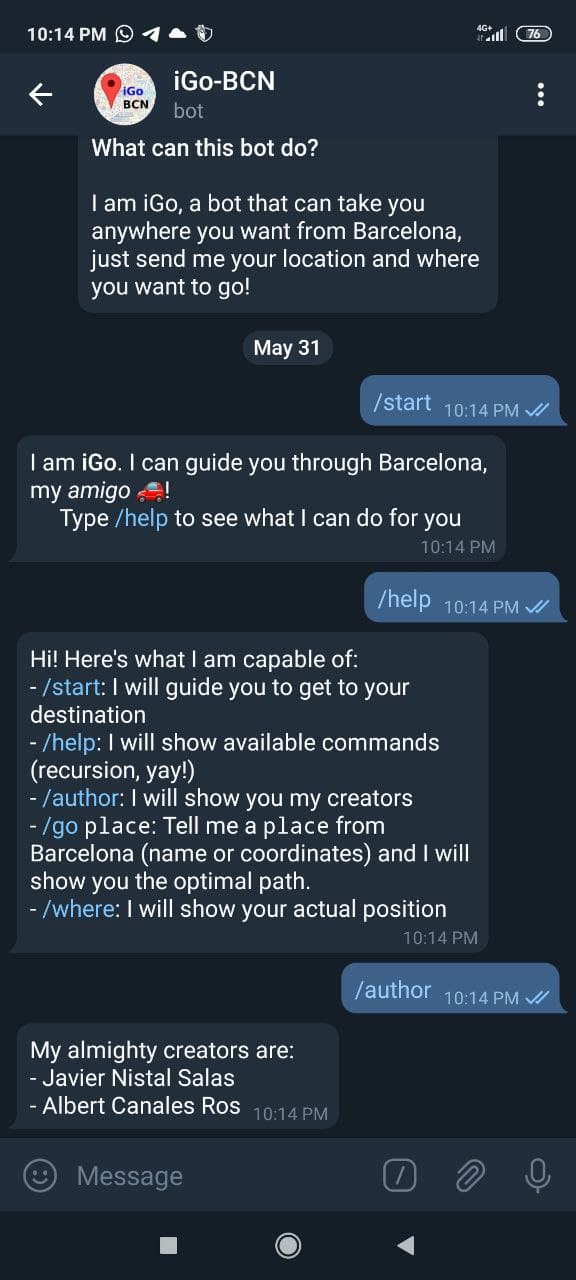 10:14 PM
4G+
76
iGo
BCN
iGo-BCN
bot
What can this bot do?
I am iGo, a bot that can take you
anywhere you want from Barcelona,
just send me your location and where
you want to go!
May 31
/start 10:14 PM
I am iGo. I can guide you through Barcelona,
my amigo 🚗!
Type /help to see what I can do for you
10:14 PM
/help 10:14 PM
Hi! Here's what I am capable of:
- /start: I will guide you to get to your
destination
- /help: I will show available commands
(recursion, yay!)
- /author: I will show you my creators
- /go place: Tell me a place from
Barcelona (name or coordinates) and I will
show you the optimal path.
- /where: I will show your actual position
10:14 PM
/author 10:14 PM
My almighty creators are:
- Javier Nistal Salas
- Albert Canales Ros 10:14 PM
Message